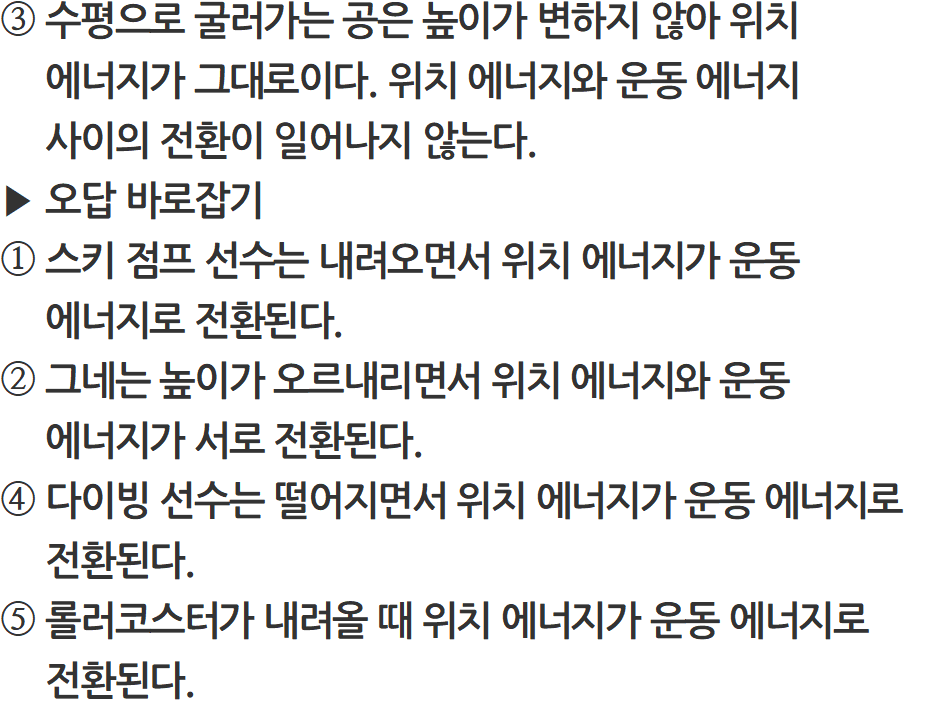 ③ 수평으로 굴러가는 공은 높이가 변하지 않아 위치
에너지가 그대로이다. 위치 에너지와 운동 에너지
사이의 전환이 일어나지 않는다.
▶ 오답 바로잡기
① 스키 점프 선수는 내려오면서 위치 에너지가 운동
에너지로 전환된다.
② 그네는 높이가 오르내리면서 위치 에너지와 운동
에너지가 서로 전환된다.
④ 다이빙 선수는 떨어지면서 위치 에너지가 운동 에너지로
전환된다.
⑤ 롤러코스터가 내려올 때 위치 에너지가 운동 에너지로
전환된다.